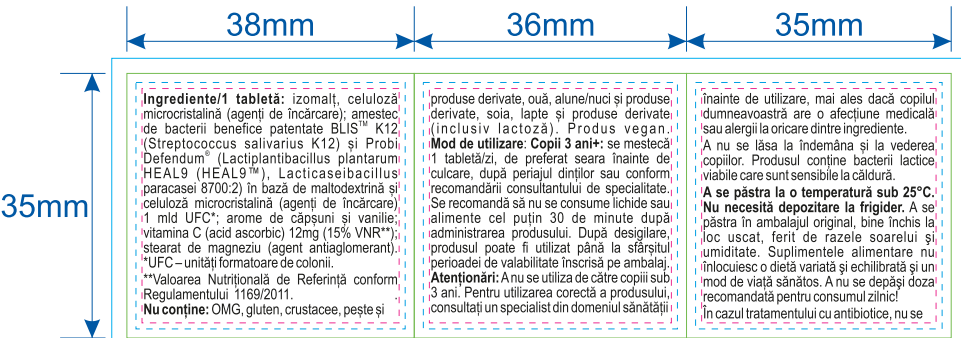 38mm
36mm
35mm
35mm
Ingrediente/1 tabletă: izomalț, celuloză
microcristalină (agenți de încărcare); amestec
de bacterii benefice patentate BLIS™ K12
(Streptococcus salivarius K12) și Probi
Defendum® (Lactiplantibacillus plantarum
HEAL9 (HEAL9™), Lacticaseibacillus
paracasei 8700:2) în bază de maltodextrină și
celuloză microcristalină (agenți de încărcare)
1 mld UFC*; arome de căpșuni și vanilie,
vitamina C (acid ascorbic) 12mg (15% VNR**);
stearat de magneziu (agent antiaglomerant).
*UFC – unități formatoare de colonii.
**Valoarea Nutrițională de Referință conform
Regulamentului 1169/2011.
Nu conține: OMG, gluten, crustacee, pește și
produse derivate, ouă, alune/nuci și produse
derivate, soia, lapte și produse derivate
(inclusiv lactoză). Produs vegan.
Mod de utilizare: Copii 3 ani+: se mestecă
1 tabletă/zi, de preferat seara înainte de
culcare, după periajul dinților sau conform
recomandării consultantului de specialitate.
Se recomandă să nu se consume lichide sau
alimente cel puțin 30 de minute după
administrarea produsului. După desigilare,
produsul poate fi utilizat până la sfârșitul
perioadei de valabilitate înscrisă pe ambalaj.
Atenționări: A nu se utiliza de către copiii sub
3 ani. Pentru utilizarea corectă a produsului,
consultați un specialist din domeniul sănătății
înainte de utilizare, mai ales dacă copilul
dumneavoastră are o afecțiune medicală
sau alergii la oricare dintre ingrediente.
A nu se lăsa la îndemâna și la vederea
copiilor. Produsul conține bacterii lactice
viabile care sunt sensibile la căldură.
A se păstra la o temperatură sub 25°C.
Nu necesită depozitare la frigider. A se
păstra în ambalajul original, bine închis la
loc uscat, ferit de razele soarelui şi
umiditate. Suplimentele alimentare nu
înlocuiesc o dietă variată și echilibrată și un
mod de viață sănătos. A nu se depăși doza
recomandată pentru consumul zilnic!
În cazul tratamentului cu antibiotice, nu se